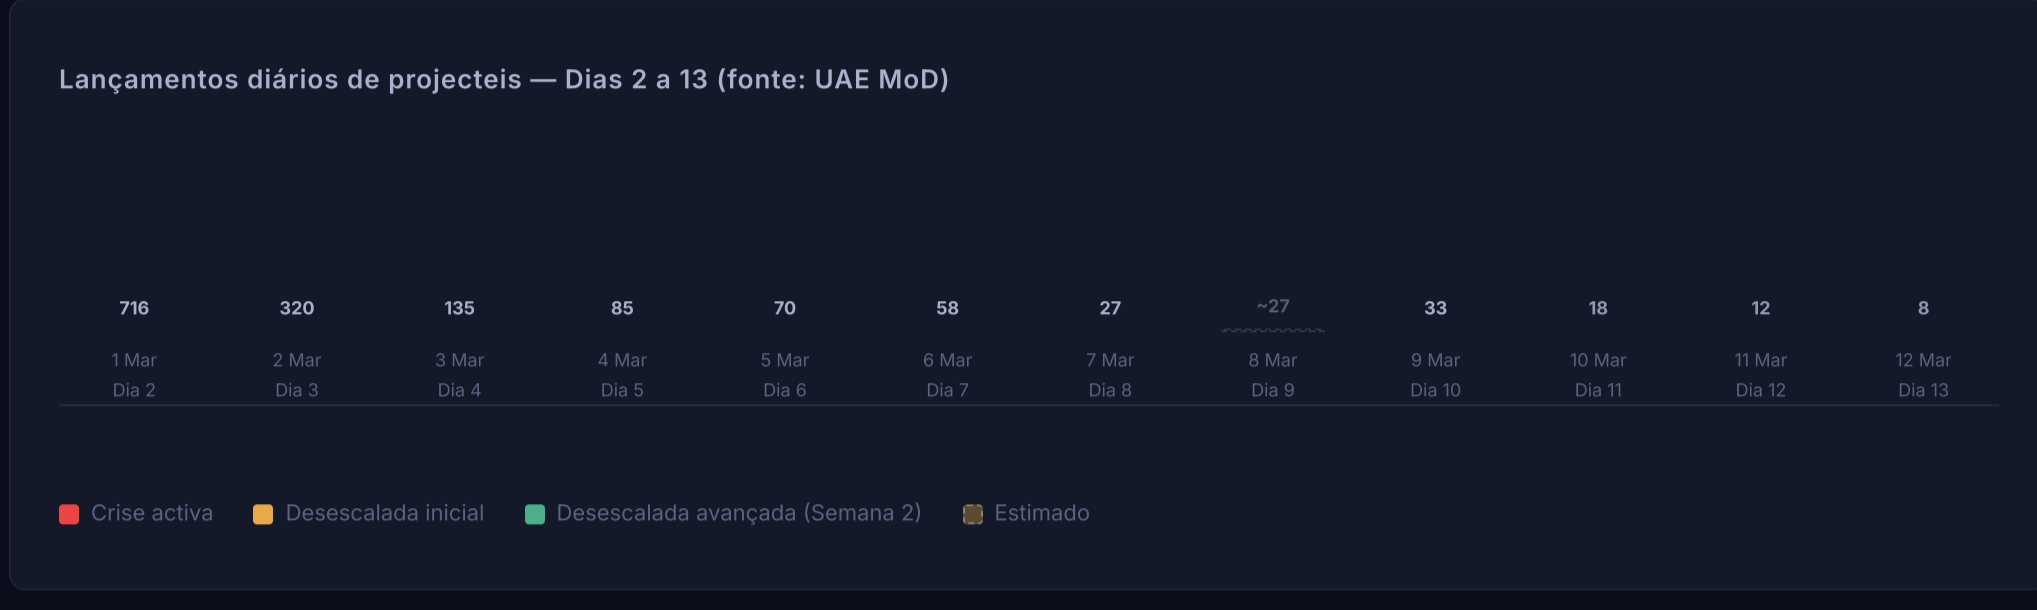 Lançamentos diários de projecteis — Dias 2 a 13 (fonte: UAE MoD)
716 320 135 85 70 58 27 ~27 33 18 12 8
1 Mar 2 Mar 3 Mar 4 Mar 5 Mar 6 Mar 7 Mar 8 Mar 9 Mar 10 Mar 11 Mar 12 Mar
Dia 2 Dia 3 Dia 4 Dia 5 Dia 6 Dia 7 Dia 8 Dia 9 Dia 10 Dia 11 Dia 12 Dia 13
Crise activa Desescalada inicial Desescalada avançada (Semana 2) Estimado